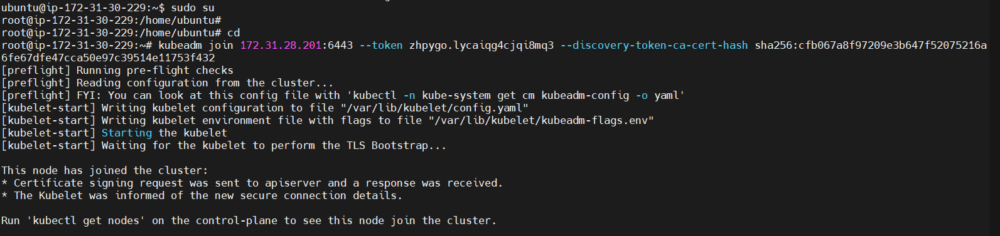 ubuntu@ip-172-31-30-229:~$ sudo su
root@ip-172-31-30-229:/home/ubuntu#
root@ip-172-31-30-229:/home/ubuntu# cd
root@ip-172-31-30-229:~# kubeadm join 172.31.28.201:6443 --token zhpygo.lycaiqg4cjqi8mq3 --discovery-token-ca-cert-hash sha256:cfb067a8f97209e3b647f52075216a
6fe67dfe47cca50e97c39514e11753f432
[preflight] Running pre-flight checks
[preflight] Reading configuration from the cluster...
[preflight] FYI: You can look at this config file with 'kubectl -n kube-system get cm kubeadm-config -o yaml'
[kubelet-start] Writing kubelet configuration to file "/var/lib/kubelet/config.yaml"
[kubelet-start] Writing kubelet environment file with flags to file "/var/lib/kubelet/kubeadm-flags.env"
[kubelet-start] Starting the kubelet
[kubelet-start] Waiting for the kubelet to perform the TLS Bootstrap...
This node has joined the cluster:
* Certificate signing request was sent to apiserver and a response was received.
* The Kubelet was informed of the new secure connection details.
Run 'kubectl get nodes' on the control-plane to see this node join the cluster.